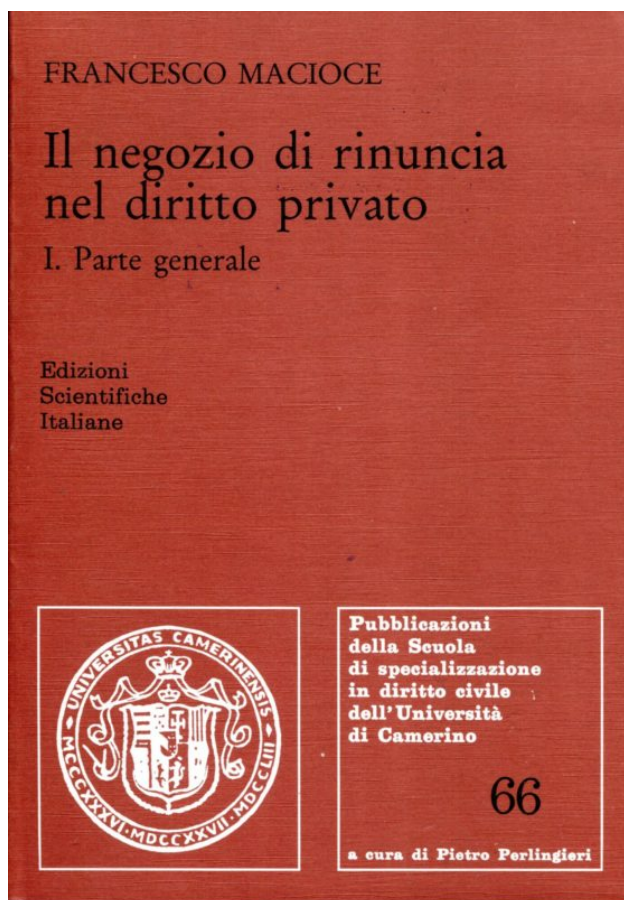 FRANCESCO MACIOCE
Il negozio di rinuncia
nel diritto privato
I. Parte generale
Edizioni
Scientifiche
Italiane
UNIVERSITAS CAMERINENSIS
MCCCXXXVI · MDCCXXVII · MDCCLIII
Pubblicazioni
della Scuola
di specializzazione
in diritto civile
dell'Università
di Camerino
66
a cura di Pietro Perlingieri